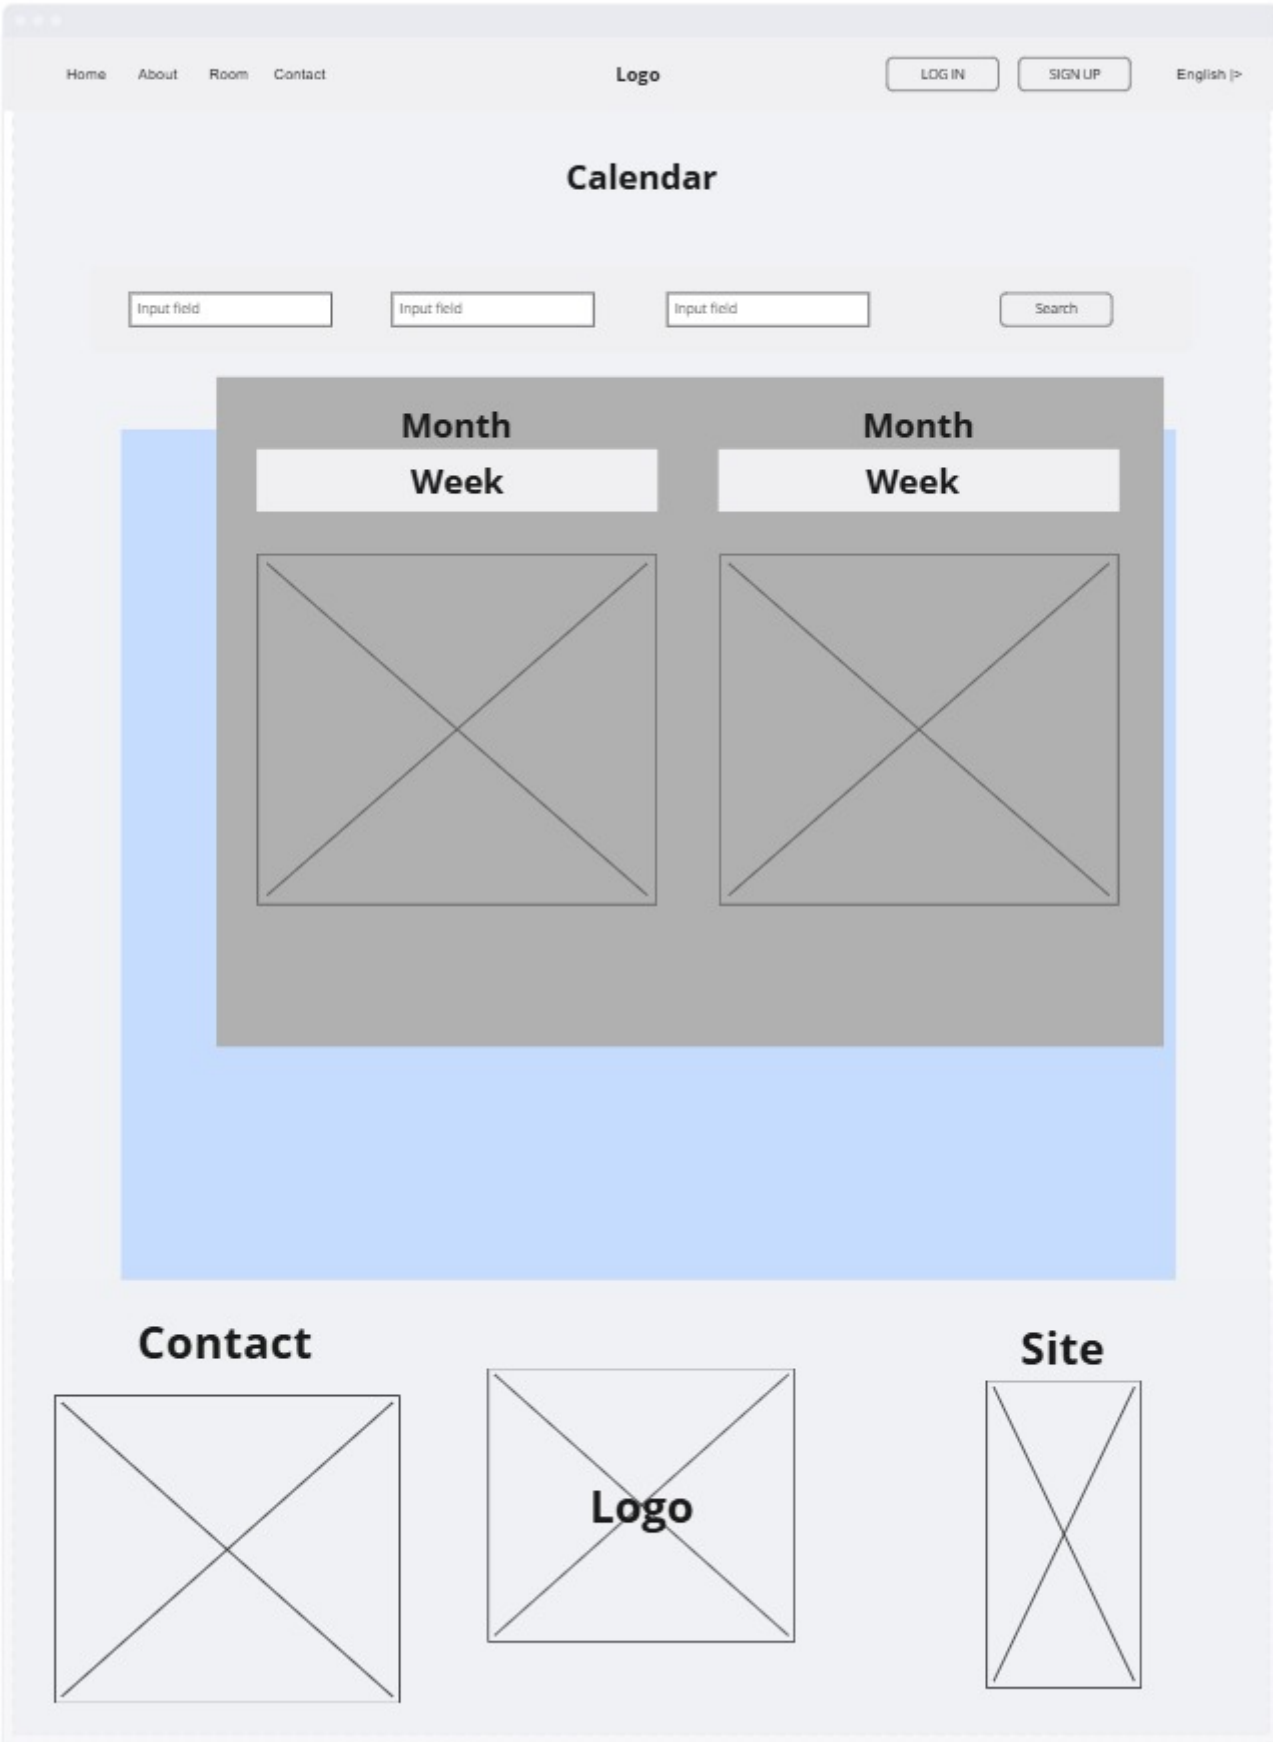 Home About Room Contact Logo LOG IN SIGN UP English |>
Calendar
Input field Input field Input field Search
Month Month
Week Week
Contact Site
Logo